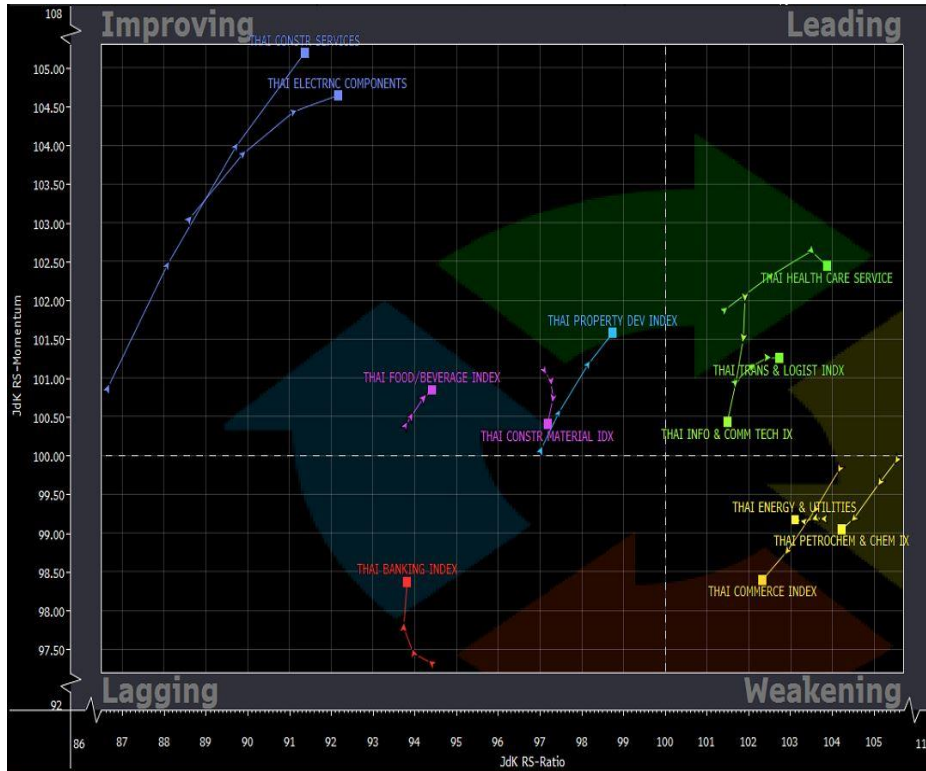 108
Improving
Leading
THAI CONSTR SERVICES
105.00
THAI ELECTRNC COMPONENTS
104.50
104.00
103.50
103.00
102.50
THAI HEALTH CARE SERVICE
102.00
THAI PROPERTY DEV INDEX
101.50
THAI TRANS & LOGIST INDX
THAI FOOD/BEVERAGE INDEX
101.00
100.50
THAI CONSTR MATERIAL IDX
THAI INFO & COMM TECH IX
100.00
99.50
THAI ENERGY & UTILITIES
99.00
THAI PETROCHEM & CHEM IX
THAI BANKING INDEX
98.50
THAI COMMERCE INDEX
98.00
97.50
JdK RS-Momentum
Lagging
Weakening
92
86 87 88 89 90 91 92 93 94 95 96 97 98 99 100 102 103 104 105 11
JdK RS-Ratio